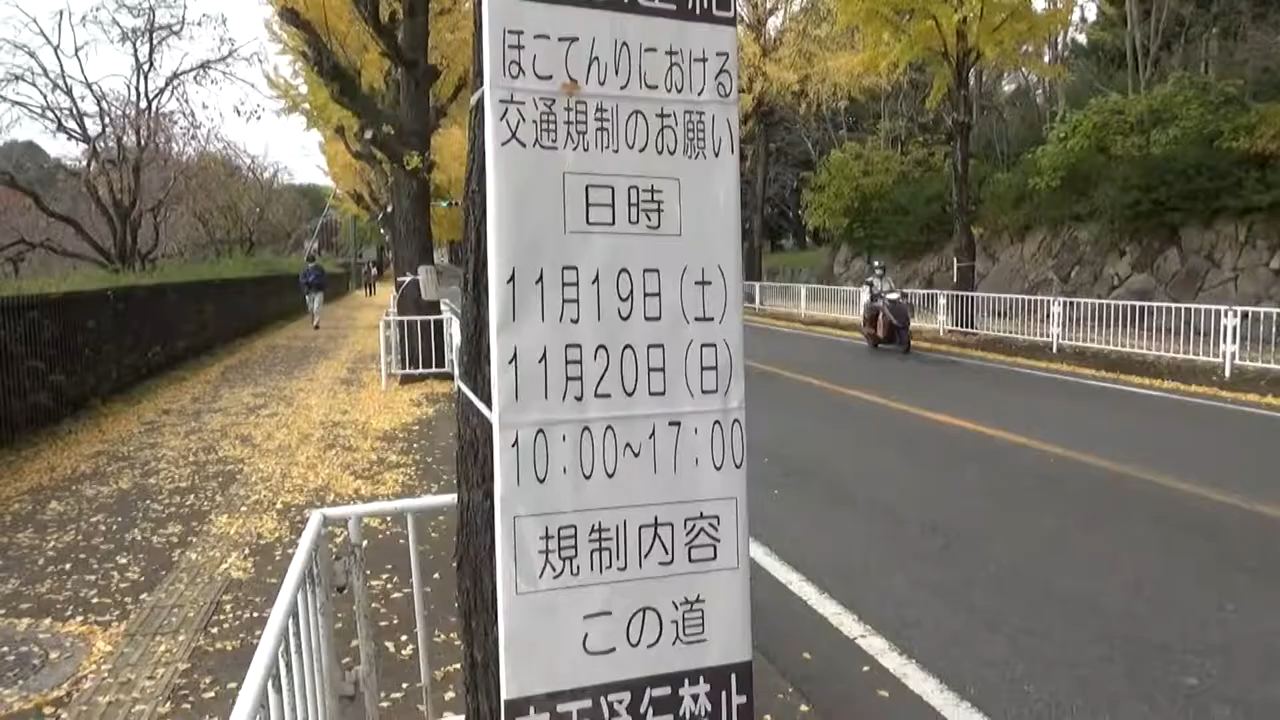 ほこてんりにおける
交通規制のお願い
日時
11月19日(土)
11月20日(日)
10:00~17:00
規制内容
この道
禁止